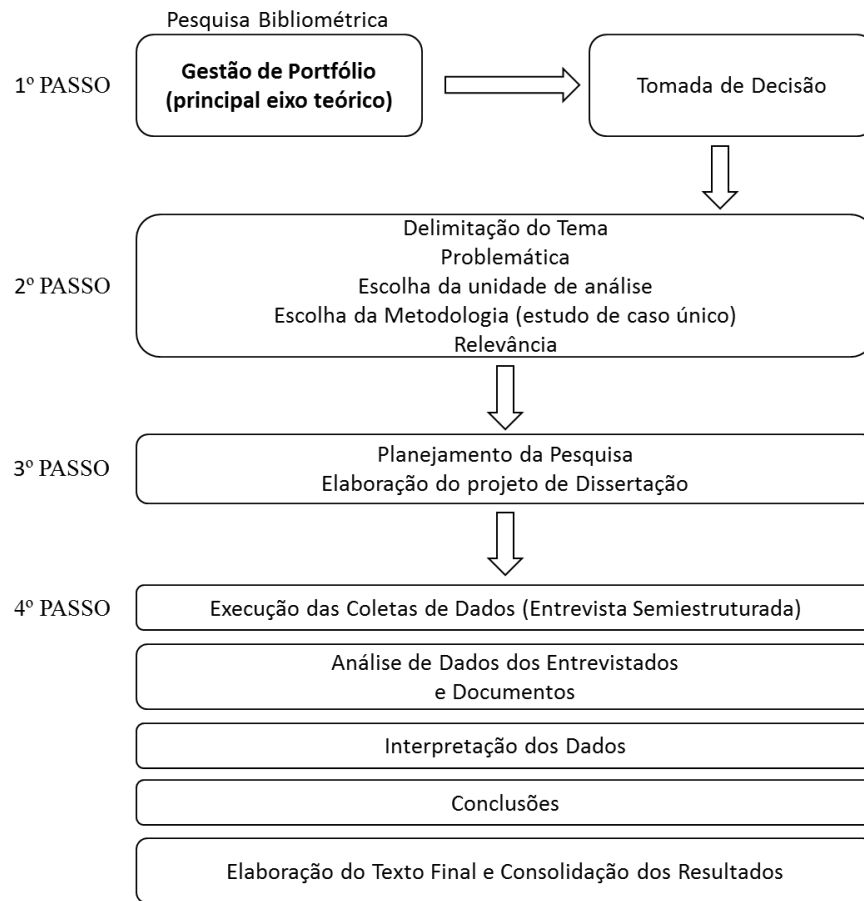 Pesquisa Bibliométrica
1º PASSO
Gestão de Portfólio
(principal eixo teórico)
Tomada de Decisão
2º PASSO
Delimitação do Tema
Problemática
Escolha da unidade de análise
Escolha da Metodologia (estudo de caso único)
Relevância
3º PASSO
Planejamento da Pesquisa
Elaboração do projeto de Dissertação
4º PASSO
Execução das Coletas de Dados (Entrevista Semiestruturada)
Análise de Dados dos Entrevistados
e Documentos
Interpretação dos Dados
Conclusões
Elaboração do Texto Final e Consolidação dos Resultados